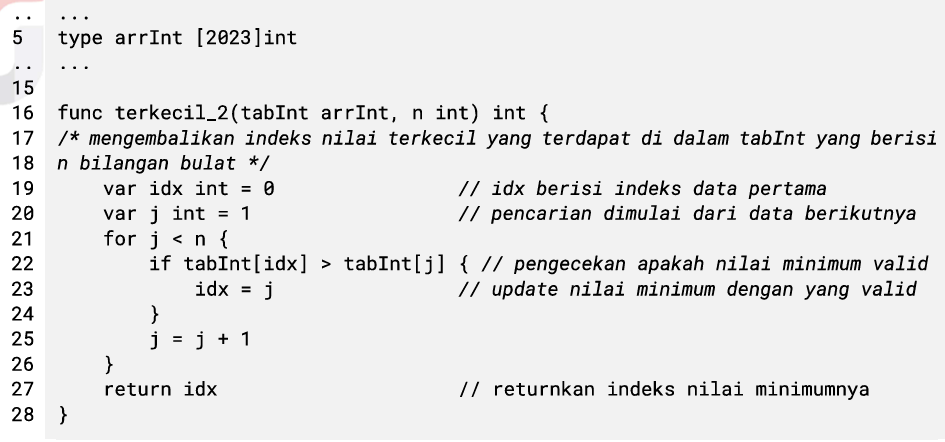 .. ...
5 type arrInt [2023]int
.. ...
15
16 func terkecil_2(tabInt arrInt, n int) int {
17 /* mengembalikan indeks nilai terkecil yang terdapat di dalam tabInt yang berisi
18 n bilangan bulat */
19     var idx int = 0                // idx berisi indeks data pertama
20     var j int = 1                  // pencarian dimulai dari data berikutnya
21     for j < n {
22         if tabInt[idx] > tabInt[j] { // pengecekan apakah nilai minimum valid
23             idx = j                // update nilai minimum dengan yang valid
24         }
25         j = j + 1
26     }
27     return idx                     // returnkan indeks nilai minimumnya
28 }